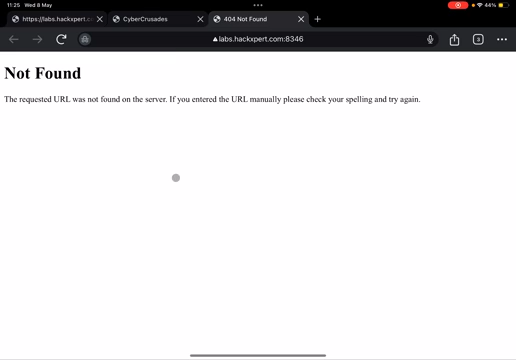 11:25 Wed 8 May
44%
https://labs.hackxpert.c
CyberCrusades
404 Not Found
labs.hackxpert.com:8346
3
Not Found
The requested URL was not found on the server. If you entered the URL manually please check your spelling and try again.